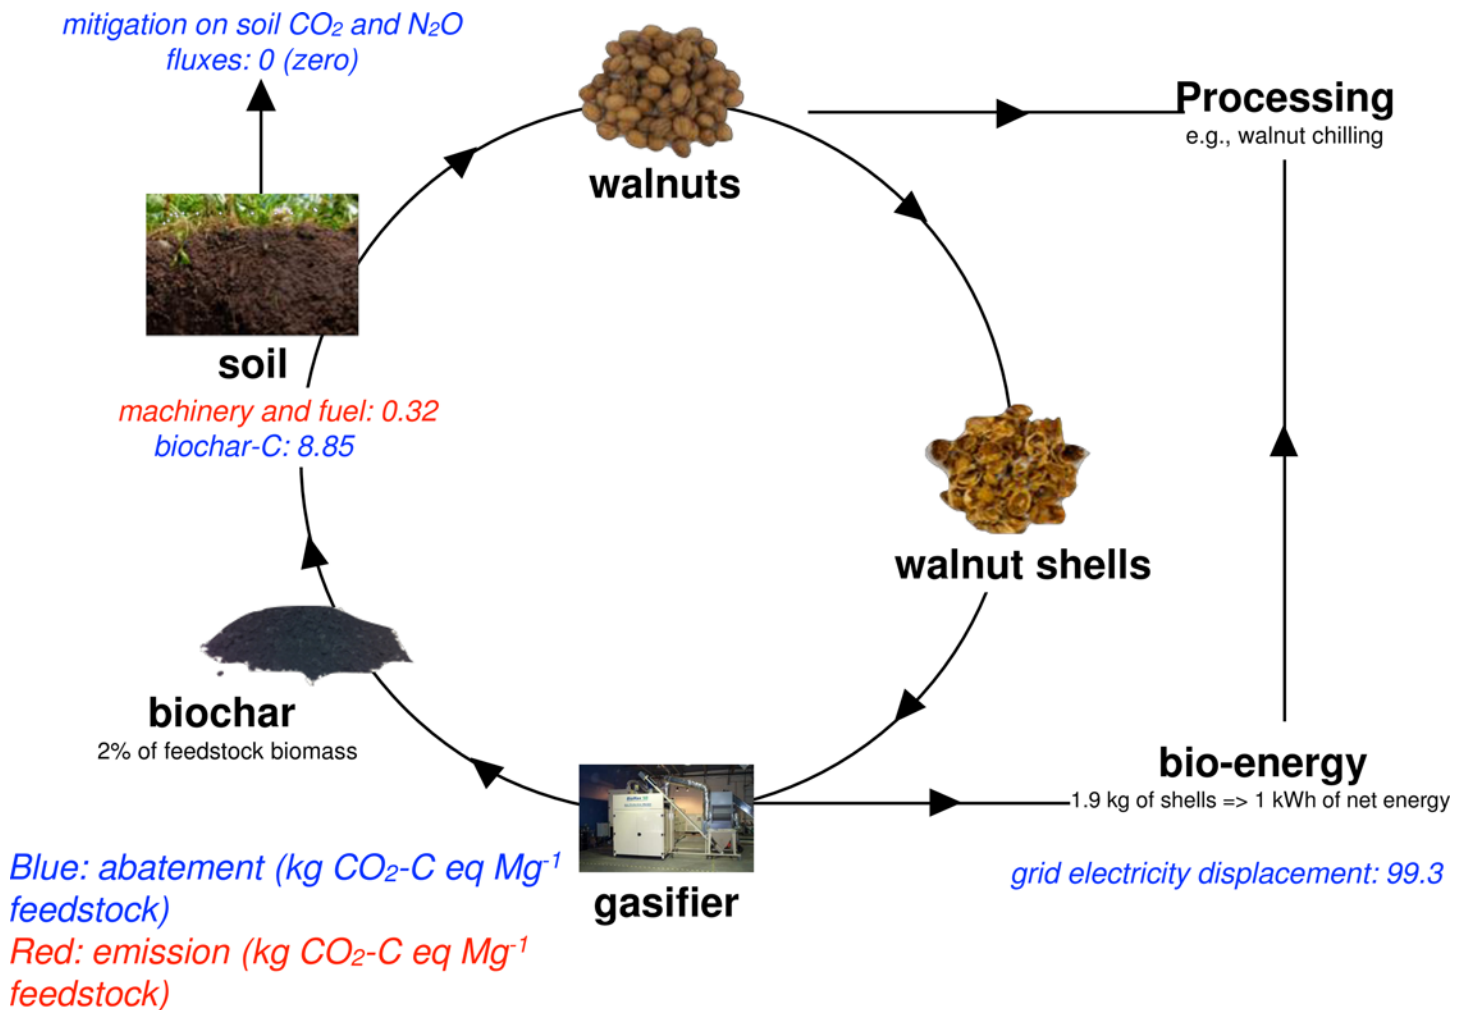 mitigation on soil CO₂ and N₂O
fluxes: 0 (zero)
walnuts
Processing
e.g., walnut chilling
soil
machinery and fuel: 0.32
biochar-C: 8.85
walnut shells
biochar
2% of feedstock biomass
bio-energy
1.9 kg of shells => 1 kWh of net energy
grid electricity displacement: 99.3
gasifier
Blue: abatement (kg CO₂-C eq Mg⁻¹
feedstock)
Red: emission (kg CO₂-C eq Mg⁻¹
feedstock)